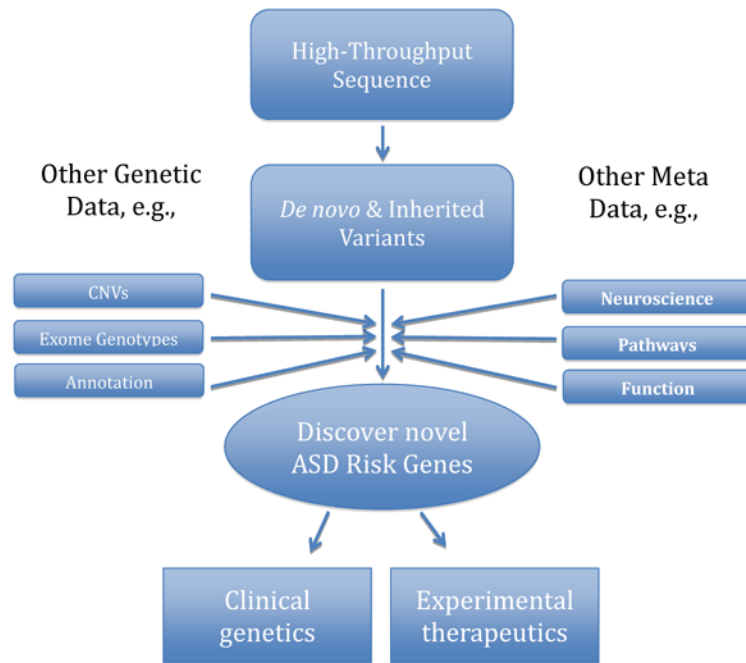 High-Throughput
Sequence
Other Genetic
Data, e.g.,
De novo & Inherited
Variants
Other Meta
Data, e.g.,
CNVs
Exome Genotypes
Annotation
Neuroscience
Pathways
Function
Discover novel
ASD Risk Genes
Clinical
genetics
Experimental
therapeutics